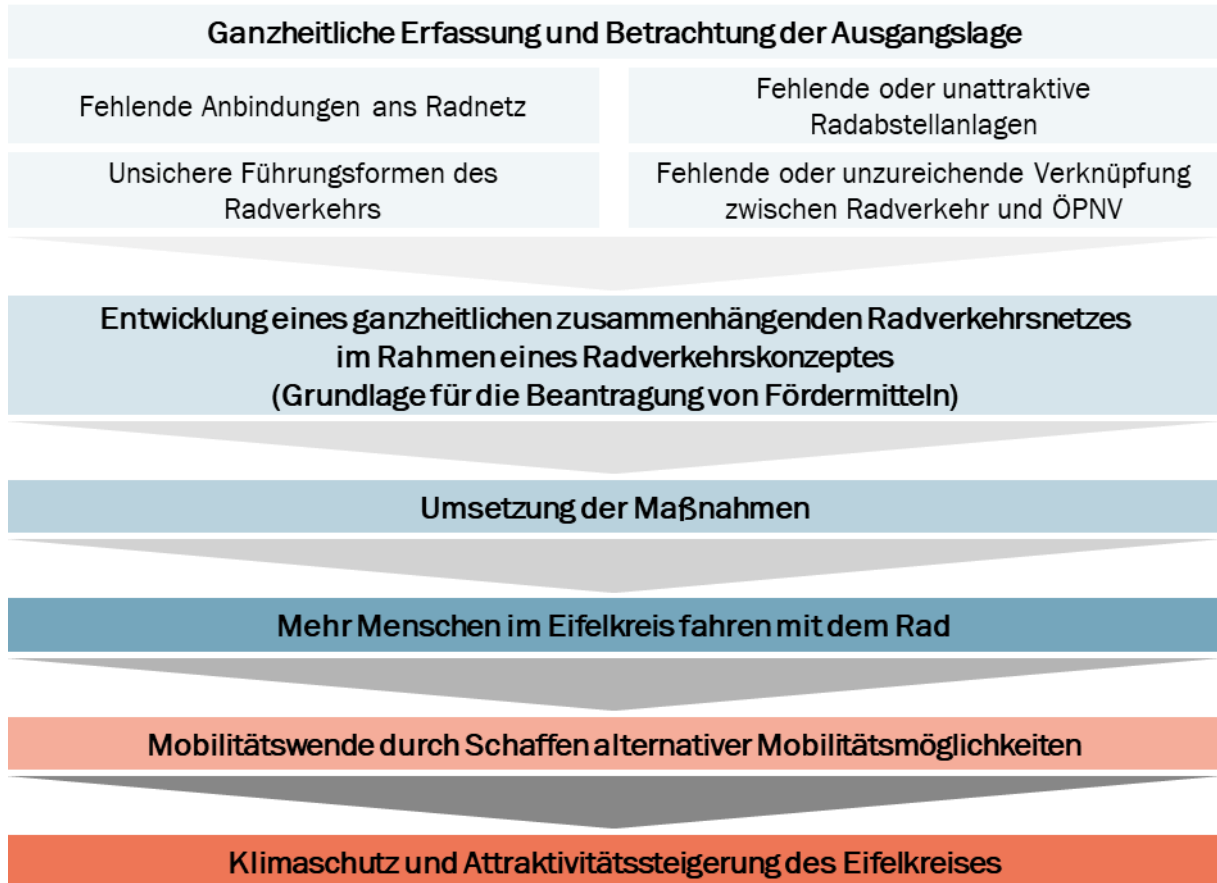 Ganzheitliche Erfassung und Betrachtung der Ausgangslage
Fehlende Anbindungen ans Radnetz
Fehlende oder unattraktive
Radabstellanlagen
Unsichere Führungsformen des
Radverkehrs
Fehlende oder unzureichende Verknüpfung
zwischen Radverkehr und ÖPNV
Entwicklung eines ganzheitlichen zusammenhängenden Radverkehrsnetzes
im Rahmen eines Radverkehrskonzeptes
(Grundlage für die Beantragung von Fördermitteln)
Umsetzung der Maßnahmen
Mehr Menschen im Eifelkreis fahren mit dem Rad
Mobilitätswende durch Schaffen alternativer Mobilitätsmöglichkeiten
Klimaschutz und Attraktivitätssteigerung des Eifelkreises